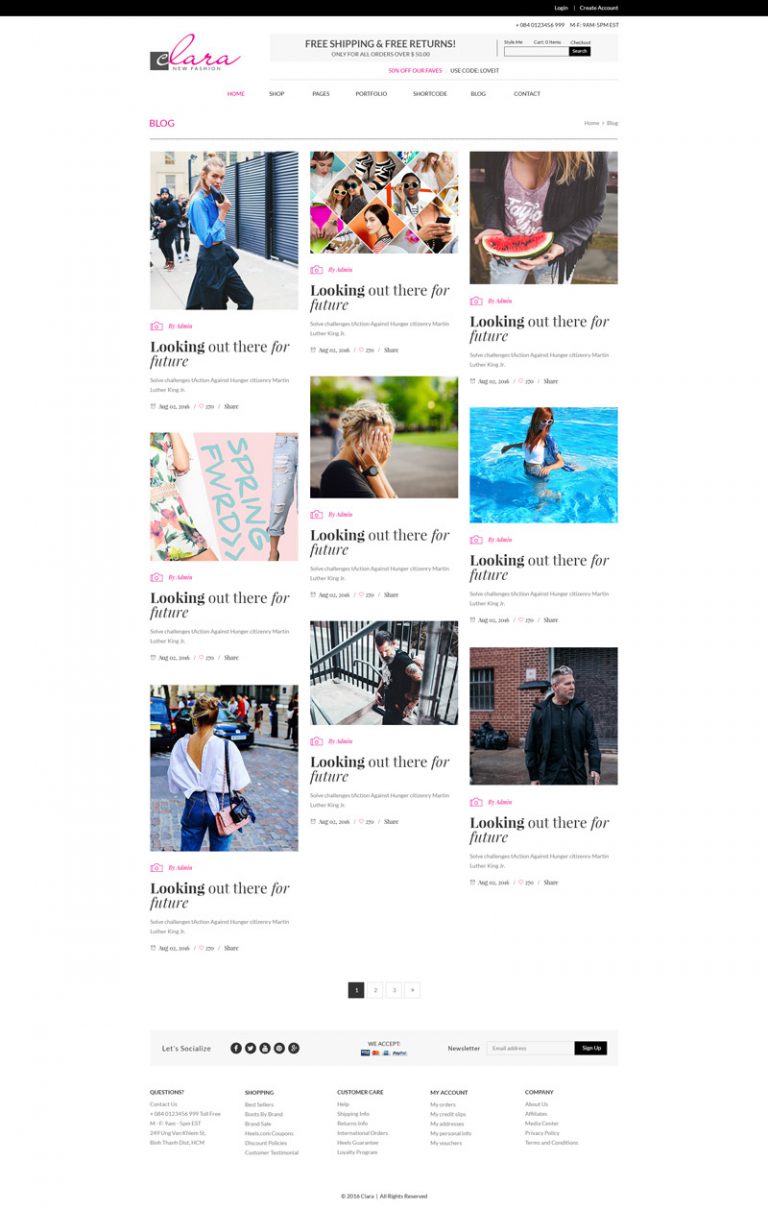 Login | Create Account
+ 084 0123456 999 M-F: 9AM-5PM EST
clara
NEW FASHION
FREE SHIPPING & FREE RETURNS!
ONLY FOR ALL ORDERS OVER $ 50.00
Style Me Cart: 0 Items Checkout
Search
50% OFF OUR FAVES USE CODE: LOVEIT
HOME SHOP PAGES PORTFOLIO SHORTCODE BLOG CONTACT
BLOG
Home > Blog
By Admin
Looking out there for
future
Solve challenges tAction Against Hunger citizenry Martin
Luther King Jr.
Aug 02, 2016 / 270 / Share
SPRING
FWRD>>
By Admin
Looking out there for
future
Solve challenges tAction Against Hunger citizenry Martin
Luther King Jr.
Aug 02, 2016 / 270 / Share
By Admin
Looking out there for
future
Solve challenges tAction Against Hunger citizenry Martin
Luther King Jr.
Aug 02, 2016 / 270 / Share
By Admin
Looking out there for
future
Solve challenges tAction Against Hunger citizenry Martin
Luther King Jr.
Aug 02, 2016 / 270 / Share
By Admin
Looking out there for
future
Solve challenges tAction Against Hunger citizenry Martin
Luther King Jr.
Aug 02, 2016 / 270 / Share
By Admin
Looking out there for
future
Solve challenges tAction Against Hunger citizenry Martin
Luther King Jr.
Aug 02, 2016 / 270 / Share
By Admin
Looking out there for
future
Solve challenges tAction Against Hunger citizenry Martin
Luther King Jr.
Aug 02, 2016 / 270 / Share
By Admin
Looking out there for
future
Solve challenges tAction Against Hunger citizenry Martin
Luther King Jr.
Aug 02, 2016 / 270 / Share
By Admin
Looking out there for
future
Solve challenges tAction Against Hunger citizenry Martin
Luther King Jr.
Aug 02, 2016 / 270 / Share
1 2 3 »
Let's Socialize
WE ACCEPT:
VISA PayPal
Newsletter Email address Sign Up
QUESTIONS?
Contact Us
+ 084 0123456 999 Toll Free
M - F: 9am - 5pm EST
249 Ung Van Khiem St,
Binh Thanh Dist, HCM
SHOPPING
Best Sellers
Boots By Brand
Brand Sale
Heels.com Coupons
Discount Policies
Customer Testimonial
CUSTOMER CARE
Help
Shipping Info
Returns Info
International Orders
Heels Guarantee
Loyalty Program
MY ACCOUNT
My orders
My credit slips
My addresses
My personal info
My vouchers
COMPANY
About Us
Affiliates
Media Center
Privacy Policy
Terms and Conditions
© 2016 Clara | All Rights Reserved